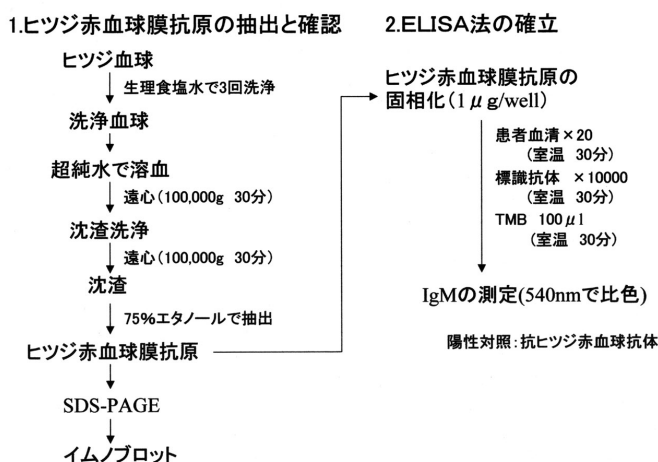 1.ヒツジ赤血球膜抗原の抽出と確認
ヒツジ血球
生理食塩水で3回洗浄
洗浄血球
超純水で溶血
遠心(100,000g 30分)
沈渣洗浄
遠心(100,000g 30分)
沈渣
75%エタノールで抽出
ヒツジ赤血球膜抗原
SDS-PAGE
イムノブロット
2.ELISA法の確立
ヒツジ赤血球膜抗原の
固相化(1μg/well)
患者血清×20
(室温 30分)
標識抗体 ×10000
(室温 30分)
TMB 100μl
(室温 30分)
IgMの測定(540nmで比色)
陽性対照:抗ヒツジ赤血球抗体